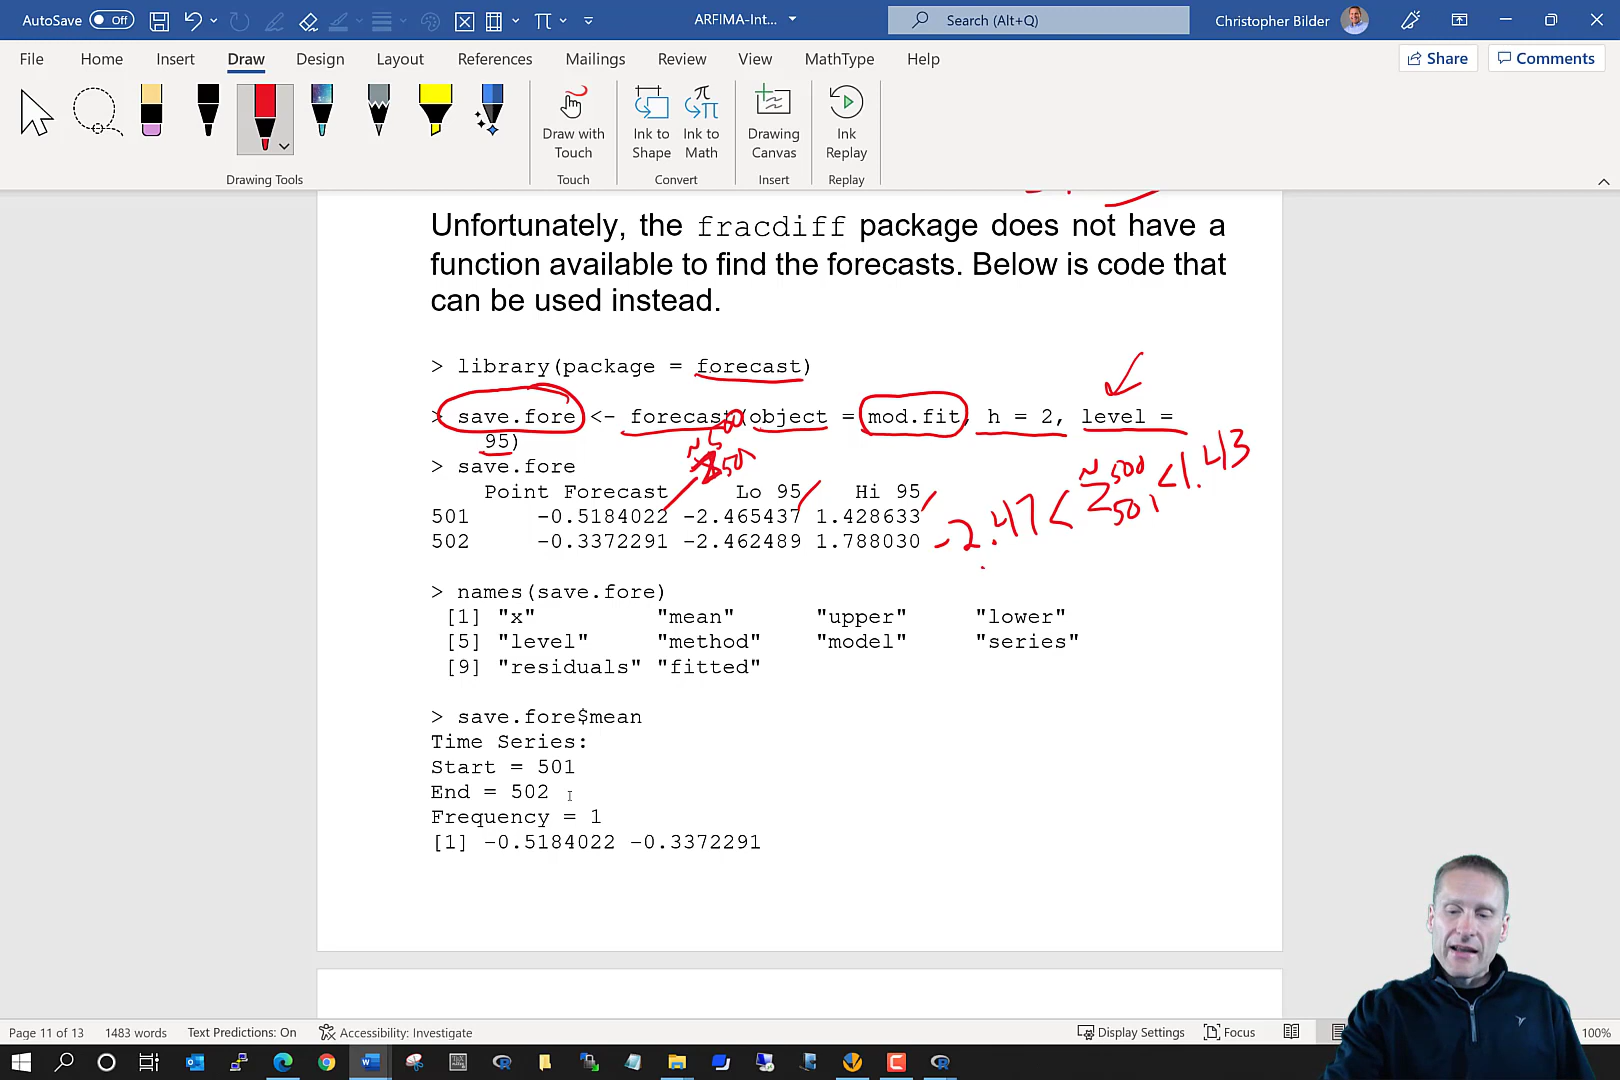 AutoSave Off ARFIMA-Int... Search (Alt+Q) Christopher Bilder
File Home Insert Draw Design Layout References Mailings Review View MathType Help Share Comments
Draw with Touch
Ink to Shape
Ink to Math
Drawing Canvas
Ink Replay
Drawing Tools Touch Convert Insert Replay
Unfortunately, the fracdiff package does not have a
function available to find the forecasts. Below is code that
can be used instead.
> library(package = forecast)
> save.fore <- forecast(object = mod.fit, h = 2, level =
95)
> save.fore
Point Forecast Lo 95 Hi 95
501 -0.5184022 -2.465437 1.428633
502 -0.3372291 -2.462489 1.788030
-2.47 < 500 501 < 1.43
> names(save.fore)
[1] "x" "mean" "upper" "lower"
[5] "level" "method" "model" "series"
[9] "residuals" "fitted"
> save.fore$mean
Time Series:
Start = 501
End = 502
Frequency = 1
[1] -0.5184022 -0.3372291
Page 11 of 13 1483 words Text Predictions: On Accessibility: Investigate Display Settings Focus 100%